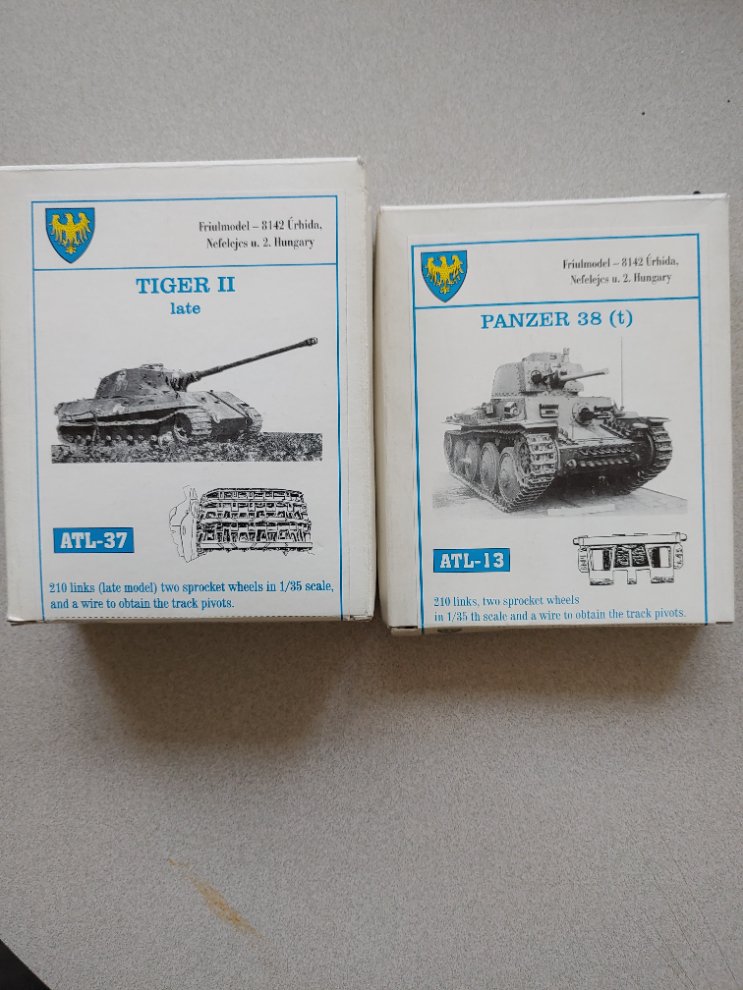 Friulmodel – 8142 Úrhida,
Nefelejcs u. 2. Hungary
TIGER II
late
ATL-37
210 links (late model) two sprocket wheels in 1/35 scale,
and a wire to obtain the track pivots.
Friulmodel – 8142 Úrhida,
Nefelejcs u. 2. Hungary
PANZER 38 (t)
ATL-13
210 links, two sprocket wheels
in 1/35 th scale and a wire to obtain the track pivots.